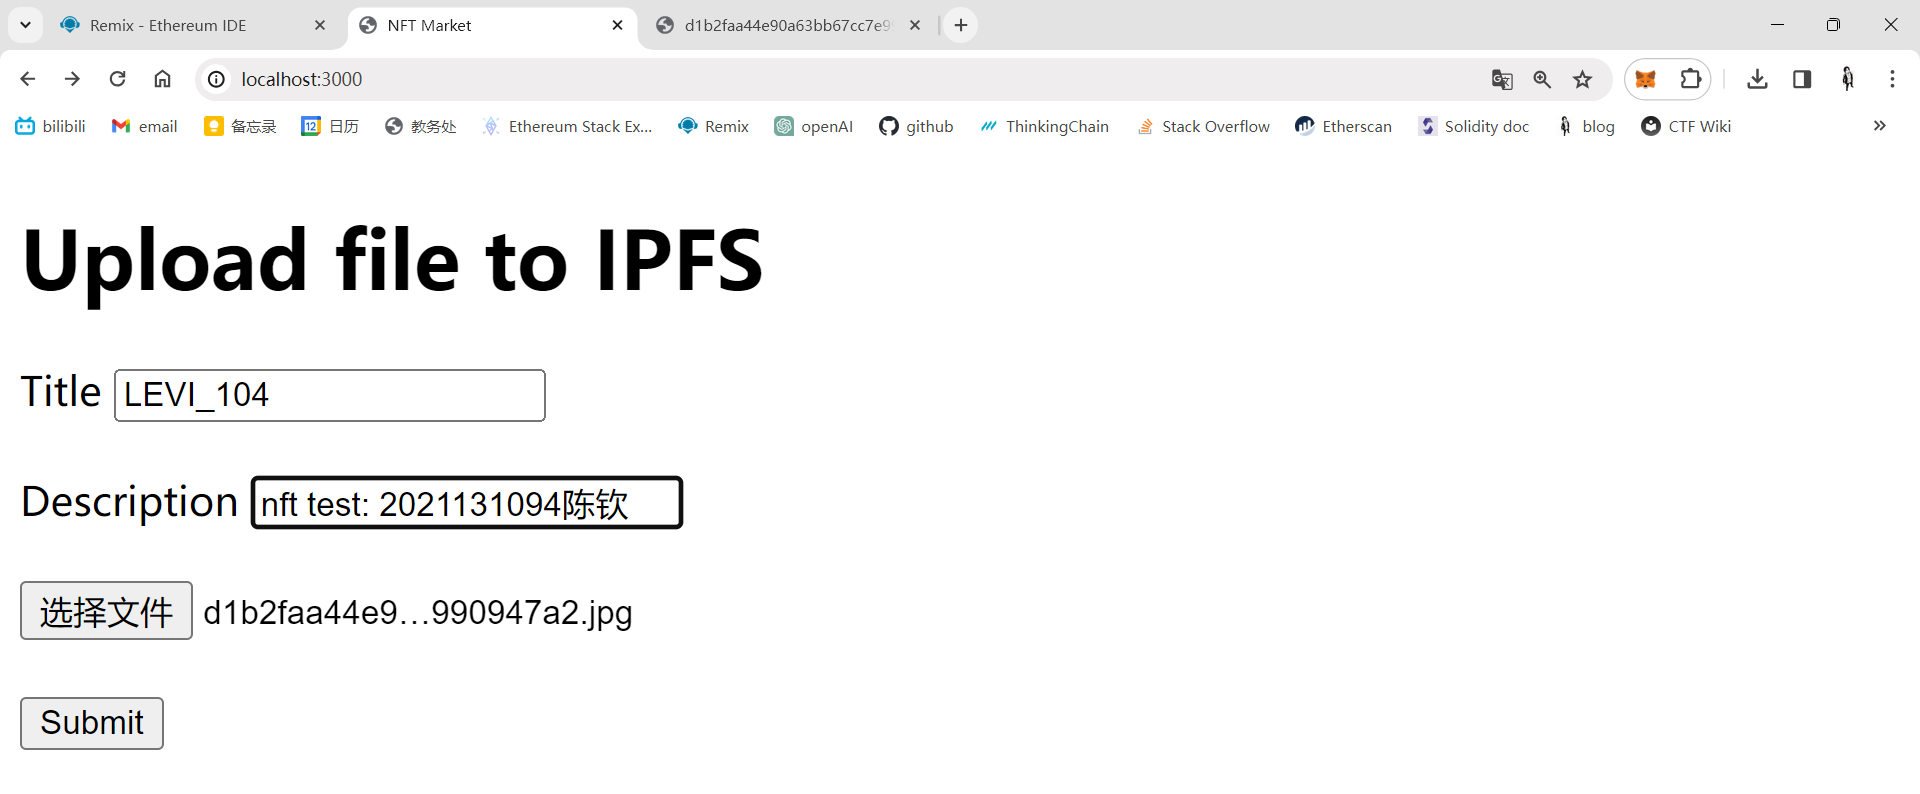 Remix - Ethereum IDE
NFT Market
d1b2faa44e90a63bb67cc7e9
localhost:3000
bilibili
email
备忘录
12
日历
教务处
Ethereum Stack Ex...
Remix
openAI
github
ThinkingChain
Stack Overflow
Etherscan
Solidity doc
blog
CTF Wiki
Upload file to IPFS
Title LEVI_104
Description nft test: 2021131094陈钦
选择文件 d1b2faa44e9…990947a2.jpg
Submit